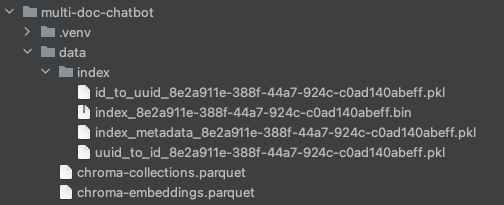 multi-doc-chatbot
.venv
data
index
id_to_uuid_8e2a911e-388f-44a7-924c-c0ad140abeff.pkl
index_8e2a911e-388f-44a7-924c-c0ad140abeff.bin
index_metadata_8e2a911e-388f-44a7-924c-c0ad140abeff.pkl
uuid_to_id_8e2a911e-388f-44a7-924c-c0ad140abeff.pkl
chroma-collections.parquet
chroma-embeddings.parquet